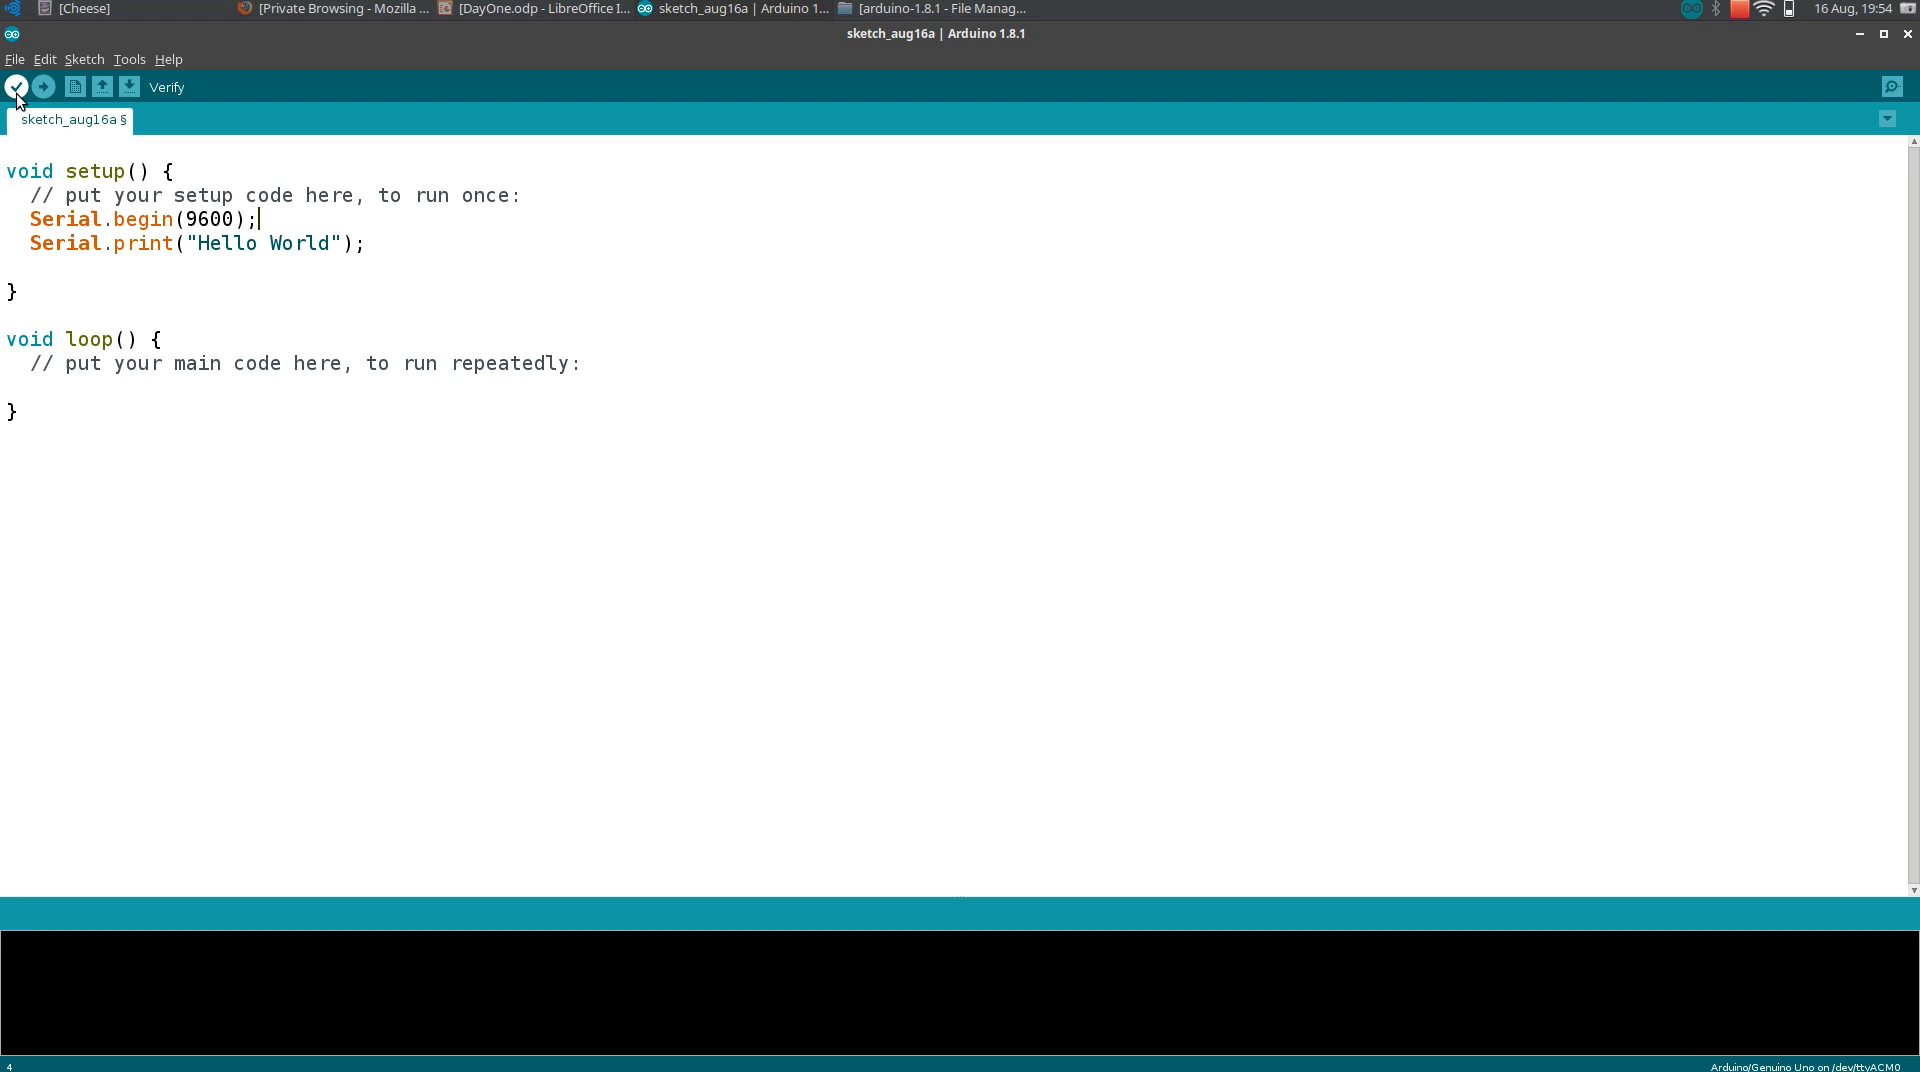 [Cheese] [Private Browsing - Mozilla ... [DayOne.odp - LibreOffice I... sketch_aug16a | Arduino 1... [arduino-1.8.1 - File Manag... 16 Aug, 19:54
sketch_aug16a | Arduino 1.8.1
File Edit Sketch Tools Help
Verify
sketch_aug16a §
void setup() {
  // put your setup code here, to run once:
  Serial.begin(9600);
  Serial.print("Hello World");
}
void loop() {
  // put your main code here, to run repeatedly:
}
4 Arduino/Genuino Uno on /dev/ttyACM0